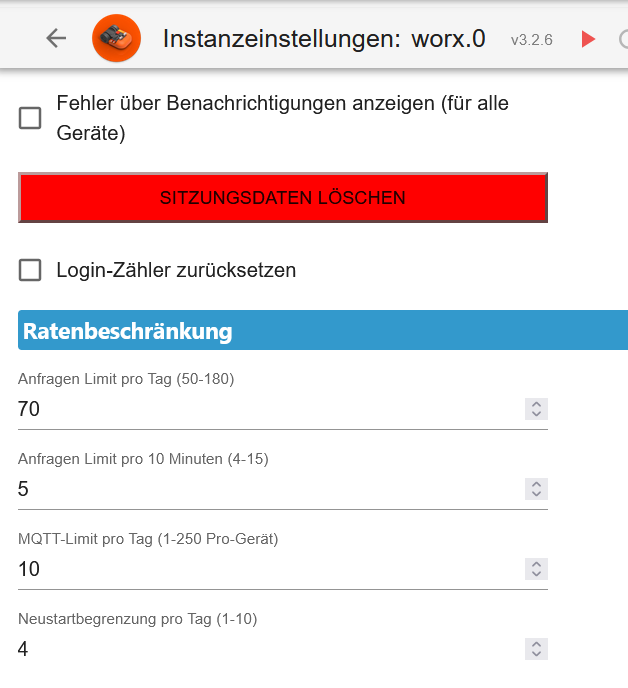 Instanzeinstellungen: worx.0 v3.2.6
Fehler über Benachrichtigungen anzeigen (für alle
Geräte)
SITZUNGSDATEN LÖSCHEN
Login-Zähler zurücksetzen
Ratenbeschränkung
Anfragen Limit pro Tag (50-180)
70
Anfragen Limit pro 10 Minuten (4-15)
5
MQTT-Limit pro Tag (1-250 Pro-Gerät)
10
Neustartbegrenzung pro Tag (1-10)
4